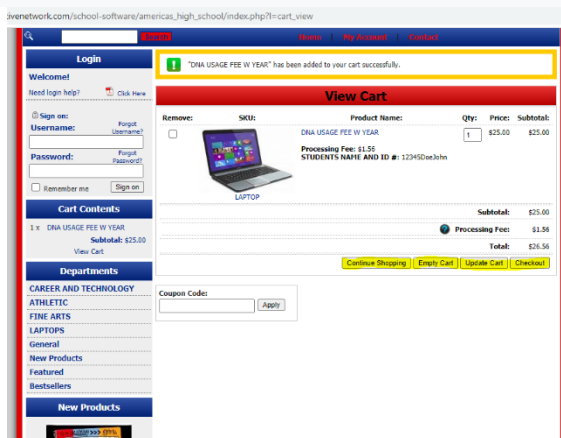 ivenetwork.com/school-software/americas_high_school/index.php?l=cart_view
Search
Home | My Account | Contact
Login
Welcome!
Need login help? Click Here
Sign on:
Username: Forgot Username?
Password: Forgot Password?
Remember me Sign on
Cart Contents
1 x DNA USAGE FEE W YEAR
Subtotal: $25.00
View Cart
Departments
CAREER AND TECHNOLOGY
ATHLETIC
FINE ARTS
LAPTOPS
General
New Products
Featured
Bestsellers
New Products
"DNA USAGE FEE W YEAR" has been added to your cart successfully.
View Cart
Remove: SKU: Product Name: Qty: Price: Subtotal:
DNA USAGE FEE W YEAR 1 $25.00 $25.00
Processing Fee: $1.56
STUDENTS NAME AND ID #: 12345DoeJohn
LAPTOP
Subtotal: $25.00
? Processing Fee: $1.56
Total: $26.56
Continue Shopping Empty Cart Update Cart Checkout
Coupon Code:
Apply